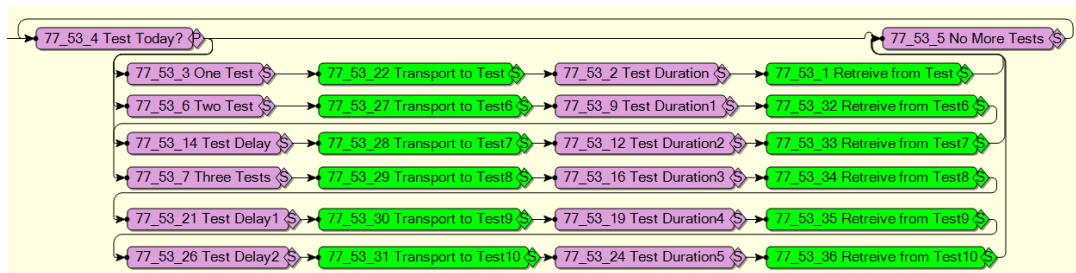 77_53_4 Test Today? P 77_53_5 No More Tests S
77_53_3 One Test S 77_53_22 Transport to Test S 77_53_2 Test Duration S 77_53_1 Retreive from Test S
77_53_6 Two Test S 77_53_27 Transport to Test6 S 77_53_9 Test Duration1 S 77_53_32 Retreive from Test6 S
77_53_14 Test Delay S 77_53_28 Transport to Test7 S 77_53_12 Test Duration2 S 77_53_33 Retreive from Test7 S
77_53_7 Three Tests S 77_53_29 Transport to Test8 S 77_53_16 Test Duration3 S 77_53_34 Retreive from Test8 S
77_53_21 Test Delay1 S 77_53_30 Transport to Test9 S 77_53_19 Test Duration4 S 77_53_35 Retreive from Test9 S
77_53_26 Test Delay2 S 77_53_31 Transport to Test10 S 77_53_24 Test Duration5 S 77_53_36 Retreive from Test10 S